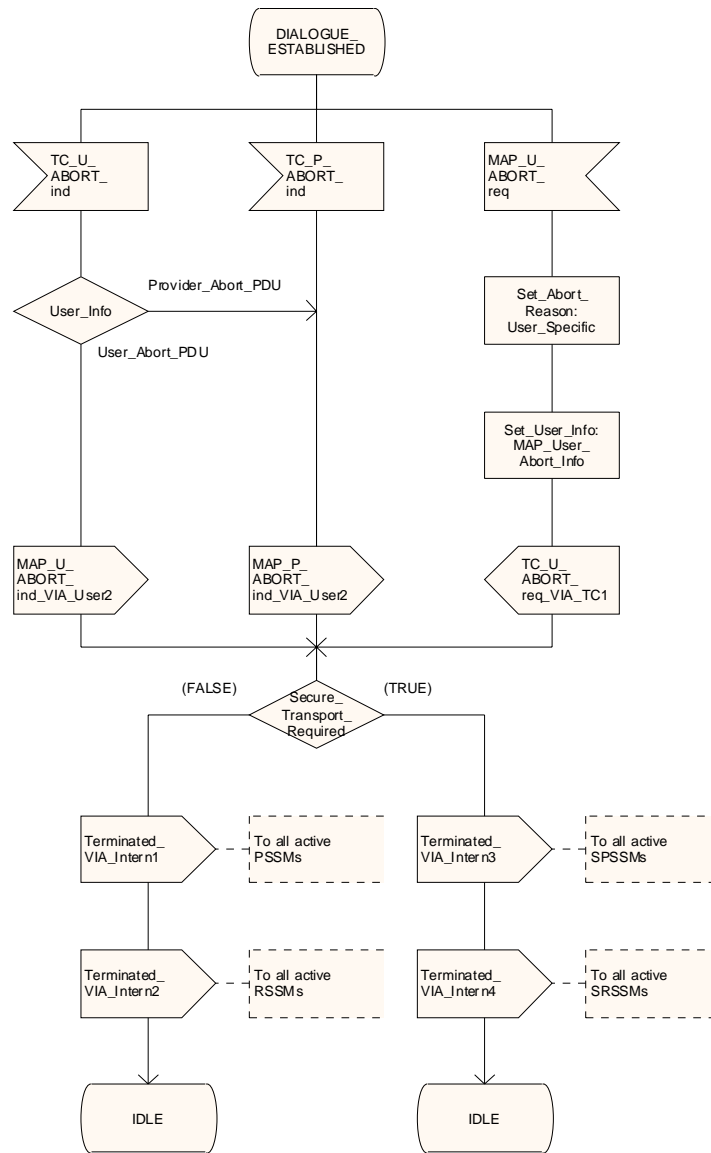 DIALOGUE_
ESTABLISHED
TC_U_
ABORT_
ind
TC_P_
ABORT_
ind
MAP_U_
ABORT_
req
User_Info
Provider_Abort_PDU
User_Abort_PDU
Set_Abort_
Reason:
User_Specific
Set_User_Info:
MAP_User_
Abort_Info
MAP_U_
ABORT_
ind_VIA_User2
MAP_P_
ABORT_
ind_VIA_User2
TC_U_
ABORT_
req_VIA_TC1
(FALSE)
Secure_
Transport_
Required
(TRUE)
Terminated_
VIA_Intern1
To all active
PSSMs
Terminated_
VIA_Intern3
To all active
SPSSMs
Terminated_
VIA_Intern2
To all active
RSSMs
Terminated_
VIA_Intern4
To all active
SRSSMs
IDLE
IDLE